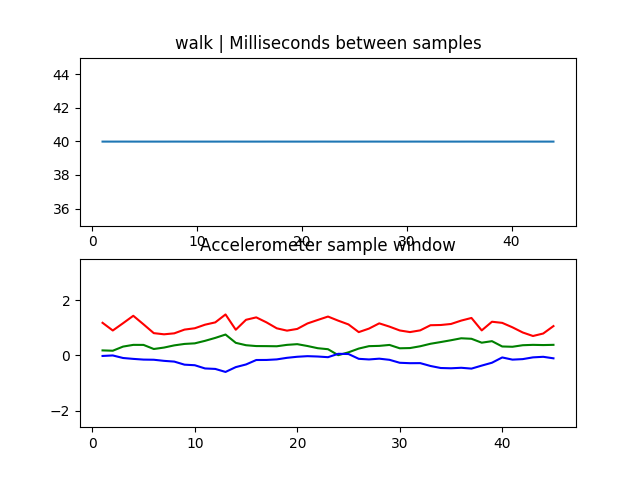 walk | Milliseconds between samples
44
42
40
38
36
0 10 20 30 40
Accelerometer sample window
2
0
−2
0 10 20 30 40